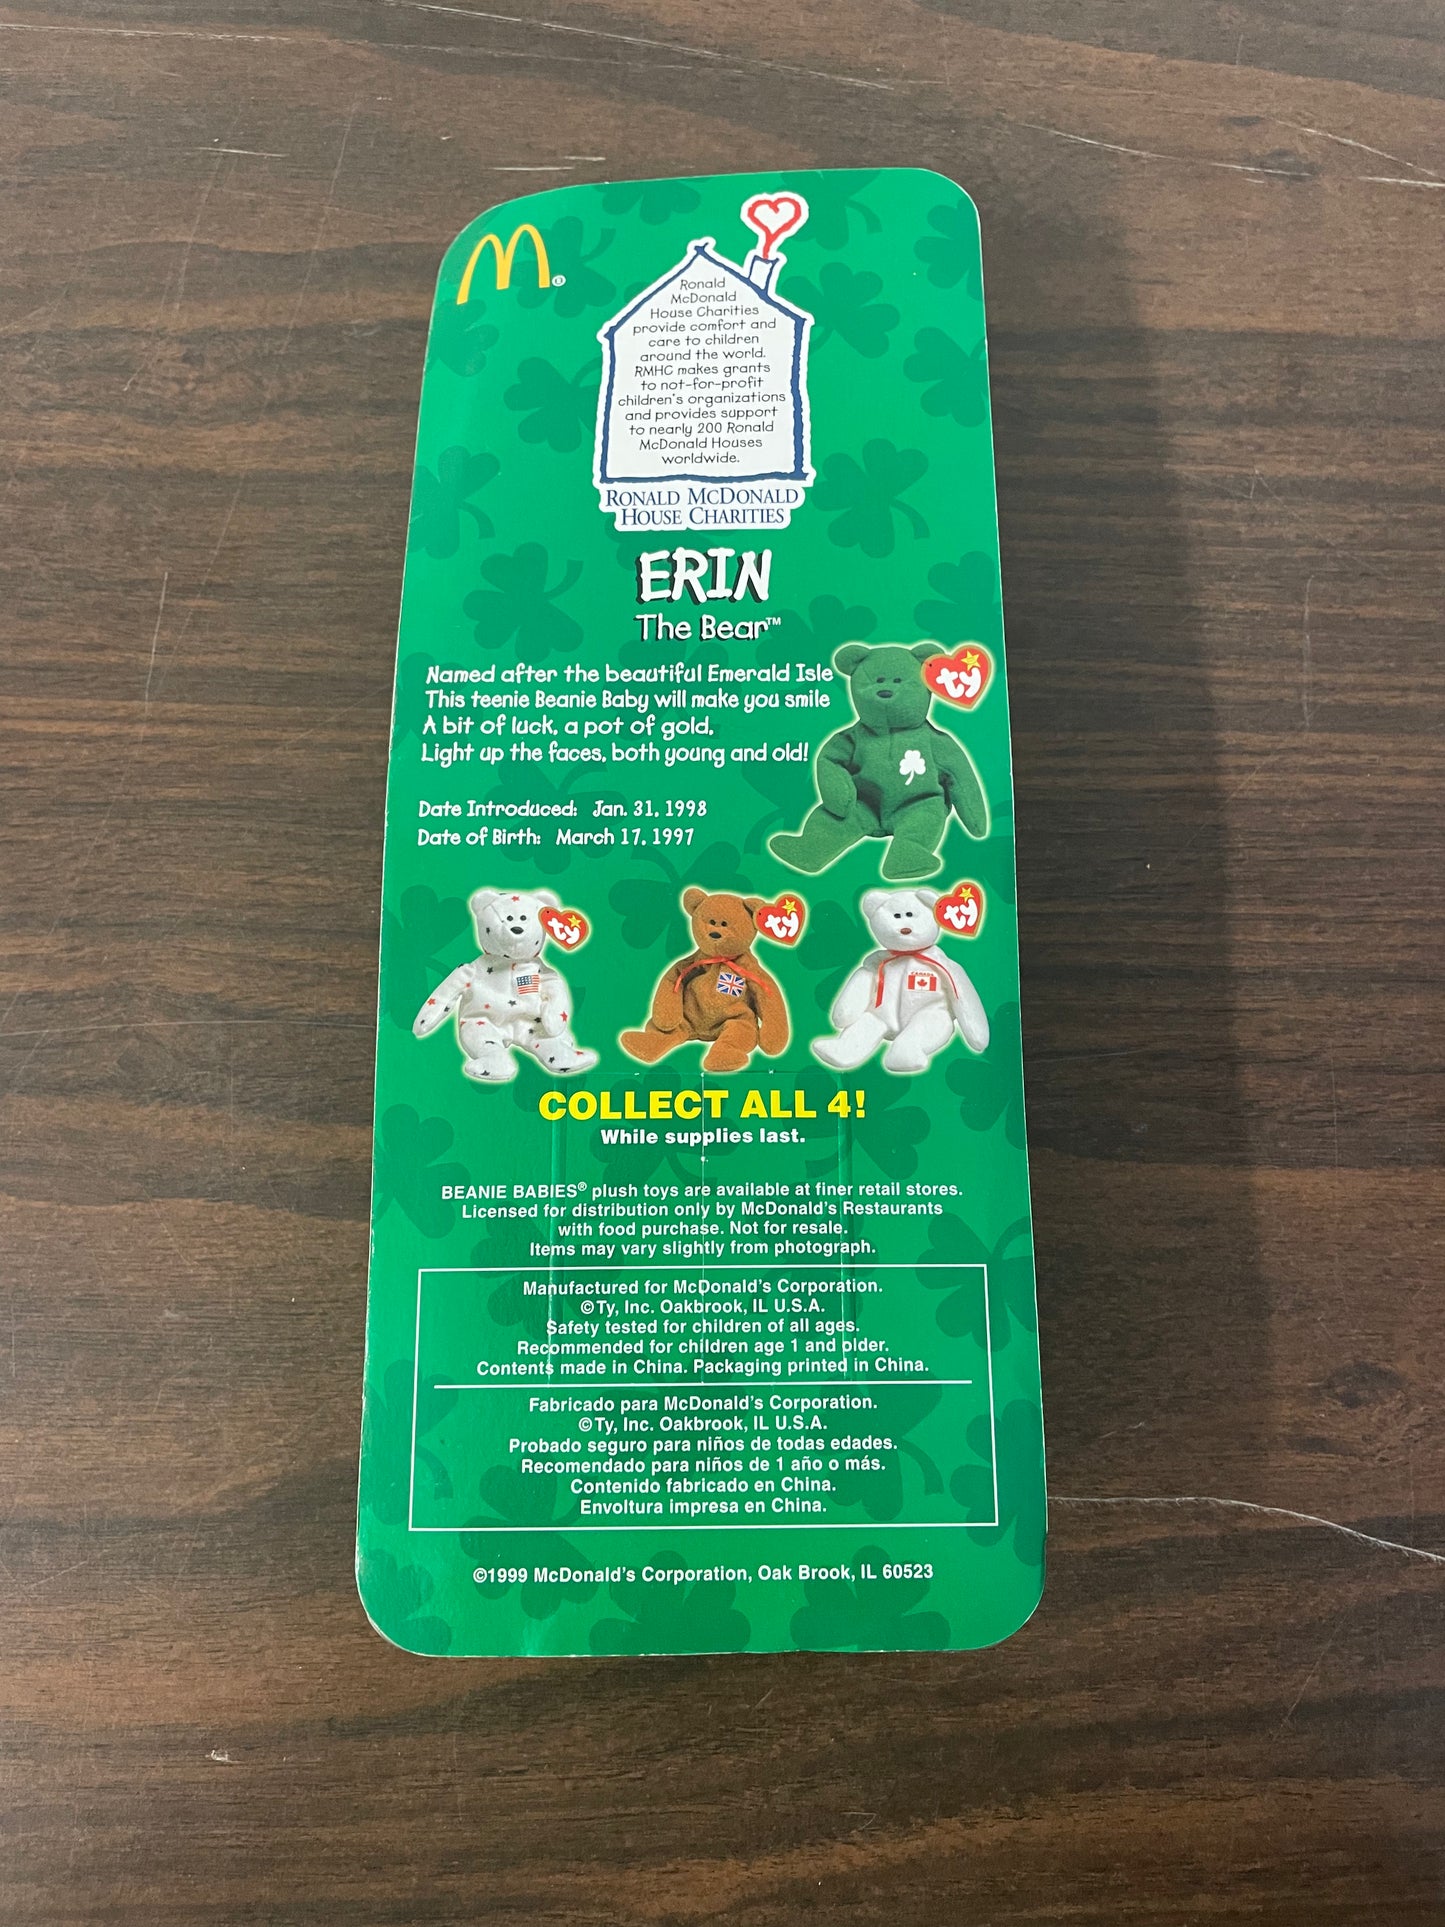 Ronald
McDonald
House Charities
provide comfort and
care to children
around the world.
RMHC makes grants
to not-for-profit
children's organizations
and provides support
to nearly 200 Ronald
McDonald Houses
worldwide.
RONALD MCDONALD
HOUSE CHARITIES
ERIN
The Bear™
Named after the beautiful Emerald Isle
This teenie Beanie Baby will make you smile
A bit of luck, a pot of gold,
Light up the faces, both young and old!
ty
Date Introduced: Jan. 31, 1998
Date of Birth: March 17, 1997
ty
ty
ty
CANADA
COLLECT ALL 4!
While supplies last.
BEANIE BABIES® plush toys are available at finer retail stores.
Licensed for distribution only by McDonald's Restaurants
with food purchase. Not for resale.
Items may vary slightly from photograph.
Manufactured for McDonald's Corporation.
©Ty, Inc. Oakbrook, IL U.S.A.
Safety tested for children of all ages.
Recommended for children age 1 and older.
Contents made in China. Packaging printed in China.
Fabricado para McDonald's Corporation.
©Ty, Inc. Oakbrook, IL U.S.A.
Probado seguro para niños de todas edades.
Recomendado para niños de 1 año o más.
Contenido fabricado en China.
Envoltura impresa en China.
©1999 McDonald's Corporation, Oak Brook, IL 60523